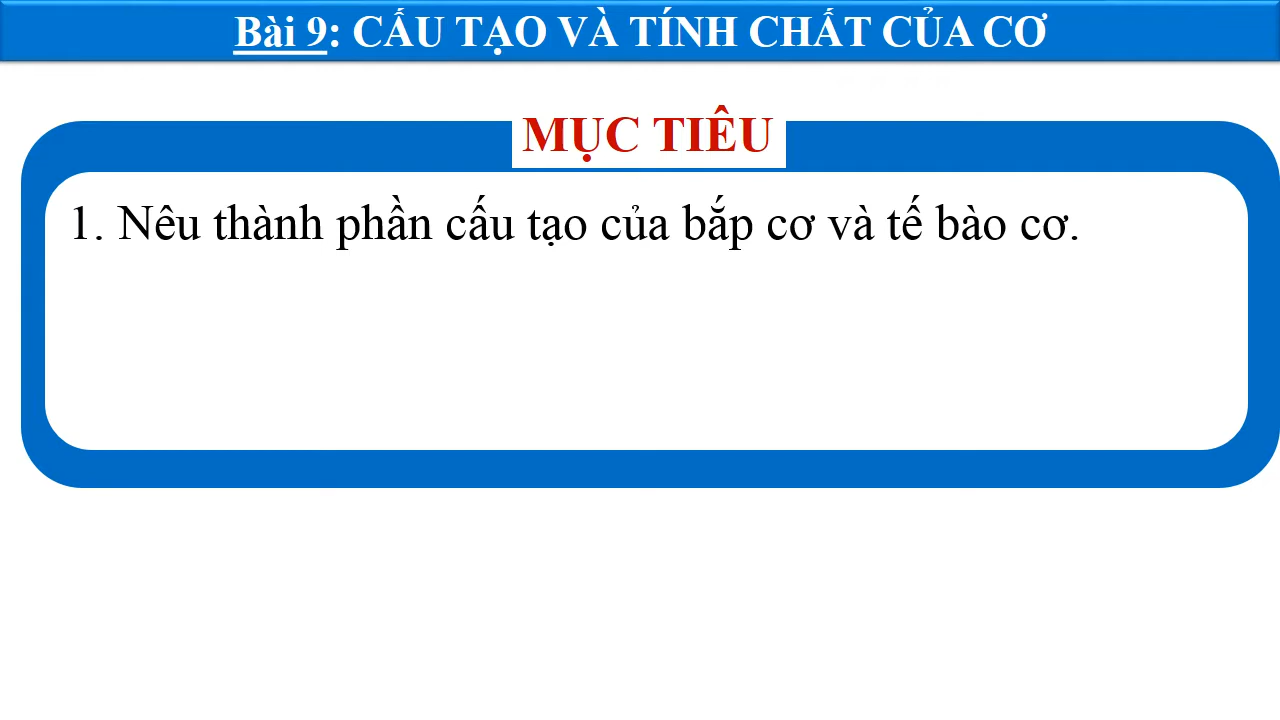 Bài 9: CẤU TẠO VÀ TÍNH CHẤT CỦA CƠ
MỤC TIÊU
1. Nêu thành phần cấu tạo của bắp cơ và tế bào cơ.